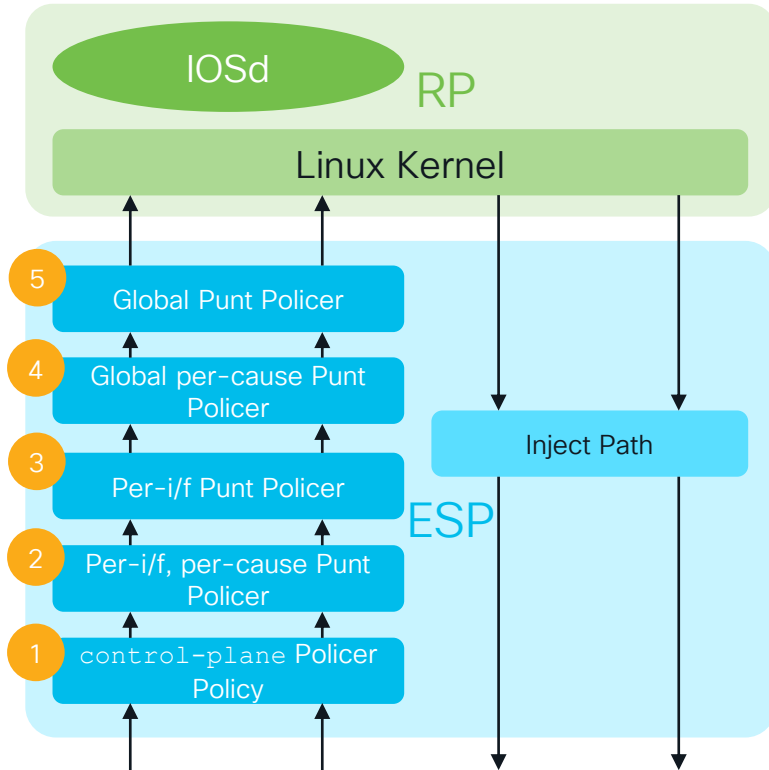 IOSd
RP
Linux Kernel
5
Global Punt Policer
4
Global per-cause Punt
Policer
Inject Path
3
Per-i/f Punt Policer
ESP
2
Per-i/f, per-cause Punt
Policer
1
control-plane Policer
Policy